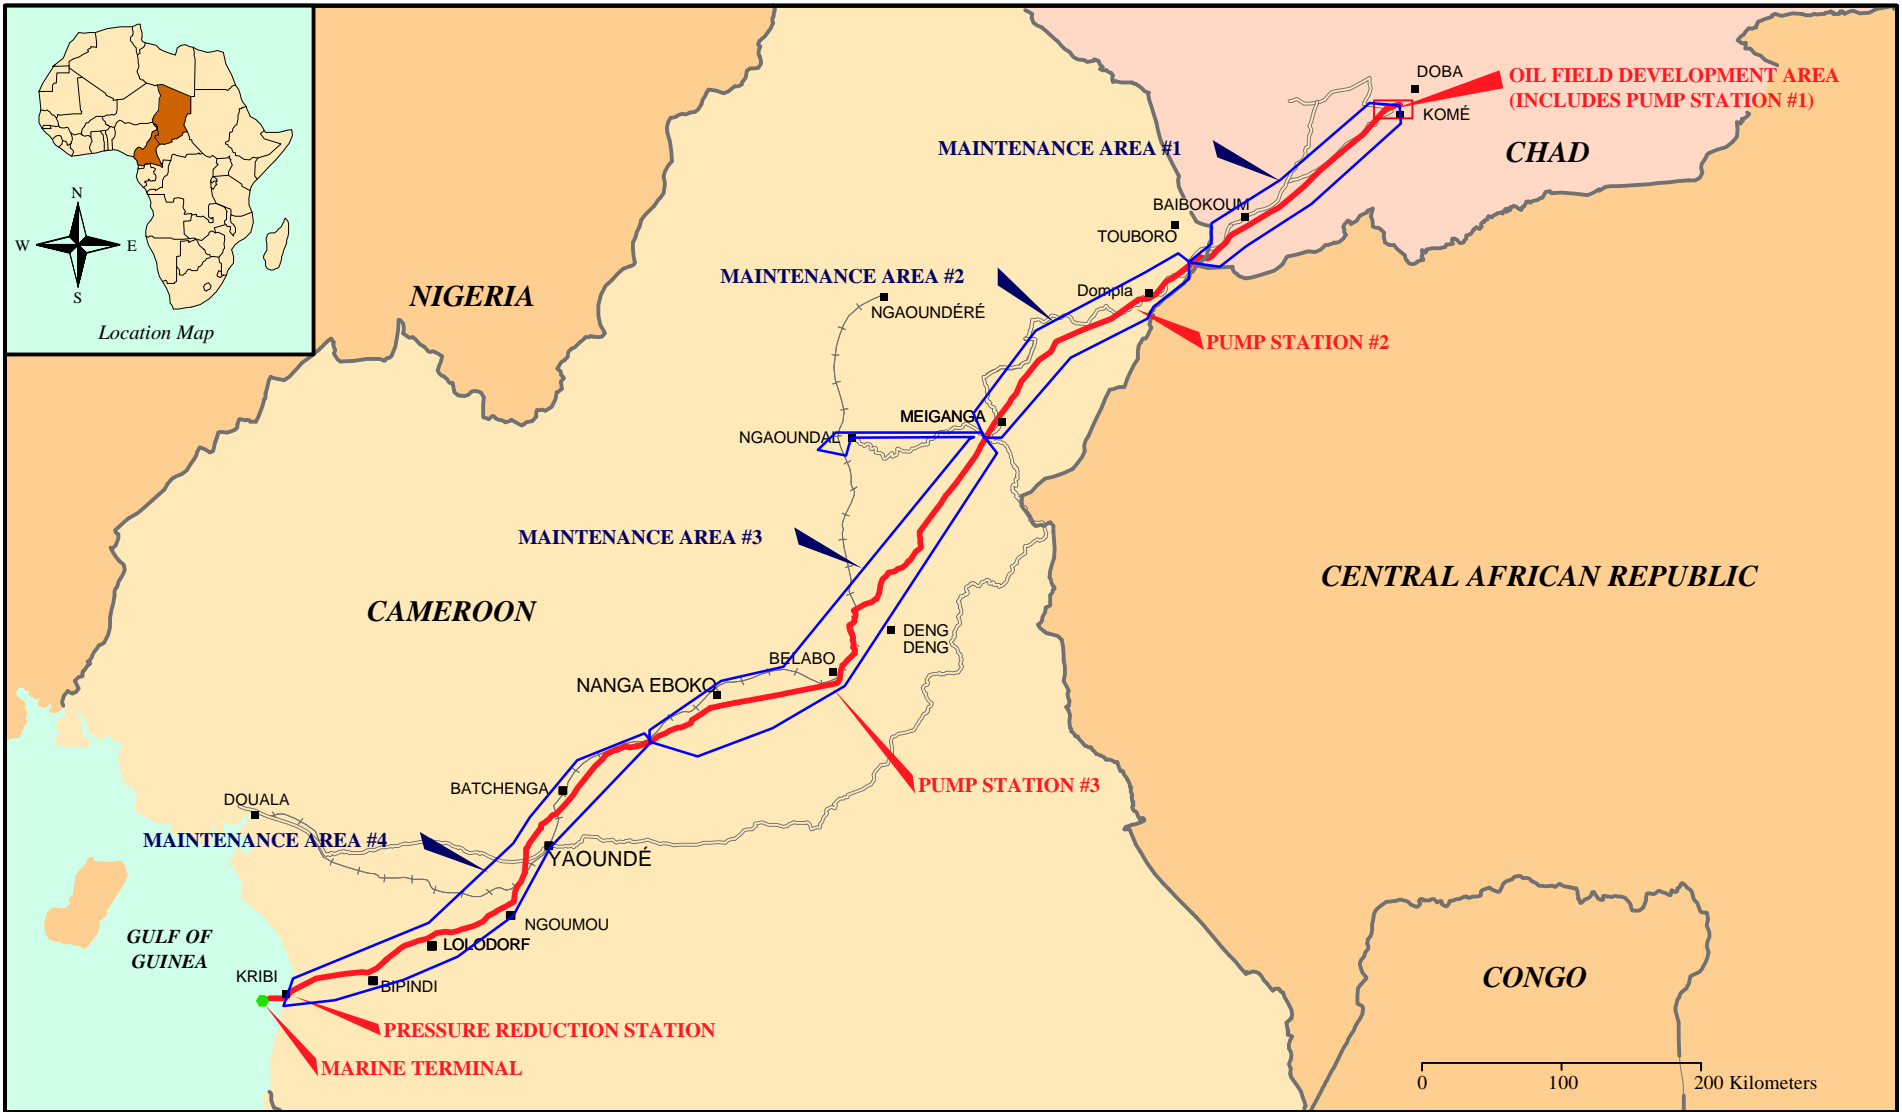 N
W
E
S
Location Map
NIGERIA
CAMEROON
CHAD
CENTRAL AFRICAN REPUBLIC
CONGO
GULF OF
GUINEA
DOBA
KOMÉ
OIL FIELD DEVELOPMENT AREA
(INCLUDES PUMP STATION #1)
MAINTENANCE AREA #1
BAIBOKOUM
TOUBORO
MAINTENANCE AREA #2
Dompla
NGAOUNDÉRÉ
PUMP STATION #2
MEIGANGA
NGAOUNDAL
MAINTENANCE AREA #3
DENG
DENG
BELABO
NANGA EBOKO
PUMP STATION #3
BATCHENGA
DOUALA
MAINTENANCE AREA #4
YAOUNDÉ
NGOUMOU
LOLODORF
KRIBI
BIPINDI
PRESSURE REDUCTION STATION
MARINE TERMINAL
0 100 200 Kilometers